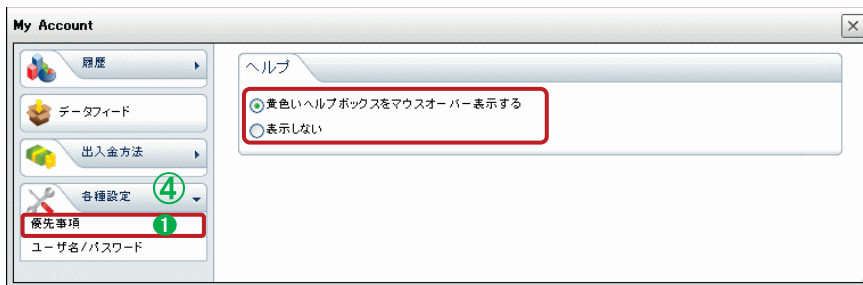 My Account
履歴
データフィード
出入金方法
各種設定 ④
優先事項 ❶
ユーザ名/パスワード
ヘルプ
黄色いヘルプボックスをマウスオーバー表示する
表示しない